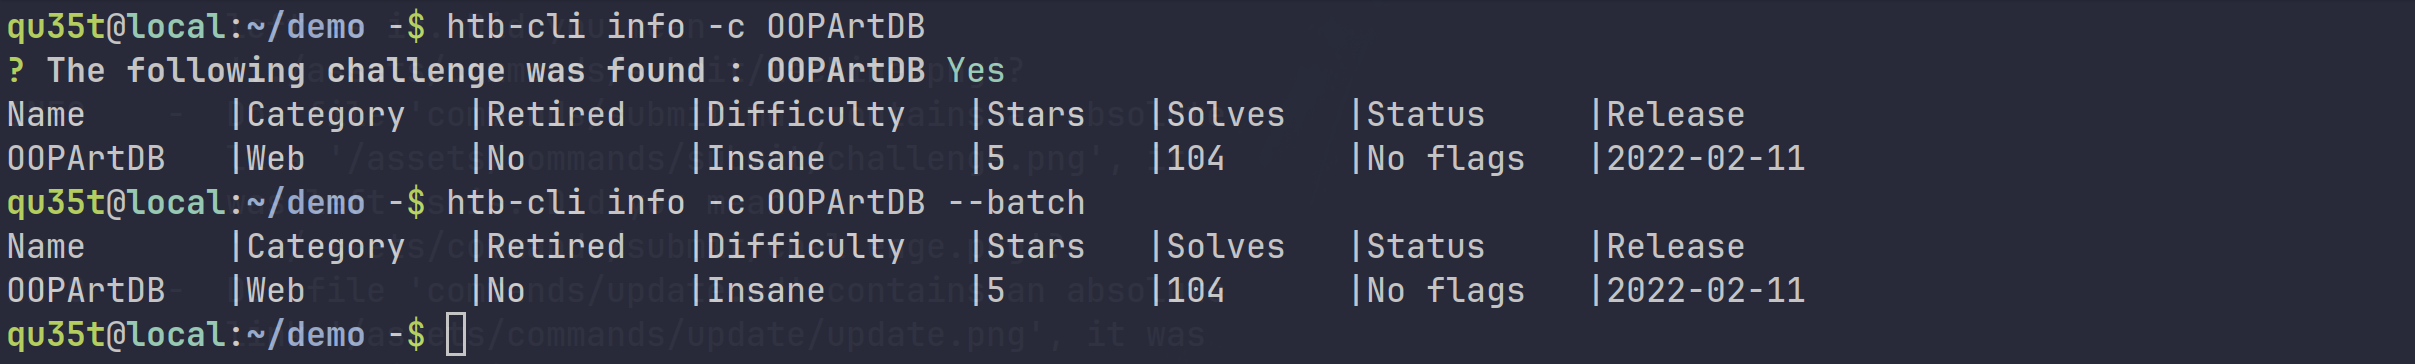 qu35t@local:~/demo -$ htb-cli info -c OOPArtDB
? The following challenge was found : OOPArtDB Yes
Name |Category |Retired |Difficulty |Stars |Solves |Status |Release
OOPArtDB |Web |No |Insane |5 |104 |No flags |2022-02-11
qu35t@local:~/demo -$ htb-cli info -c OOPArtDB --batch
Name |Category |Retired |Difficulty |Stars |Solves |Status |Release
OOPArtDB |Web |No |Insane |5 |104 |No flags |2022-02-11
qu35t@local:~/demo -$